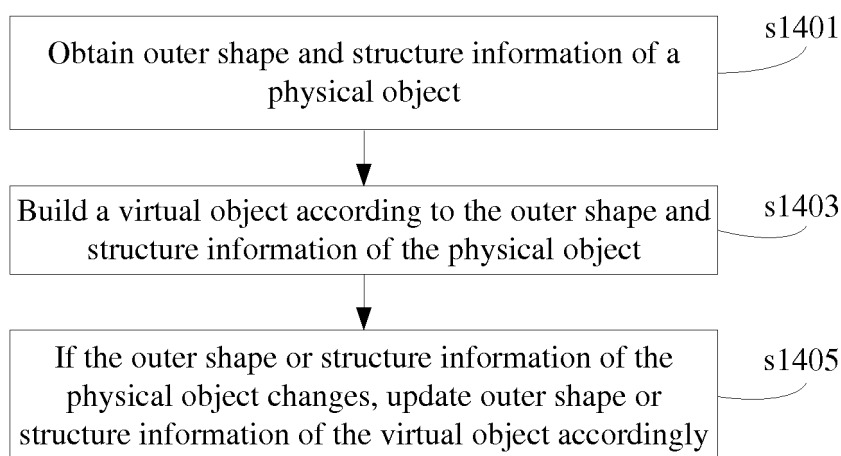 Obtain outer shape and structure information of a
physical object
s1401
Build a virtual object according to the outer shape and
structure information of the physical object
s1403
If the outer shape or structure information of the
physical object changes, update outer shape or
structure information of the virtual object accordingly
s1405